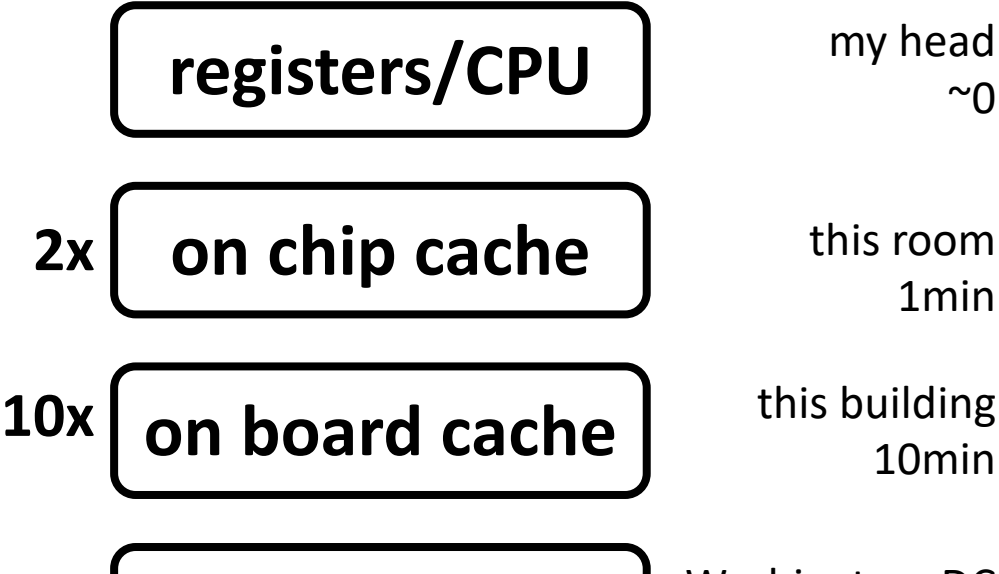 registers/CPU
my head
~0
2x
on chip cache
this room
1min
10x
on board cache
this building
10min